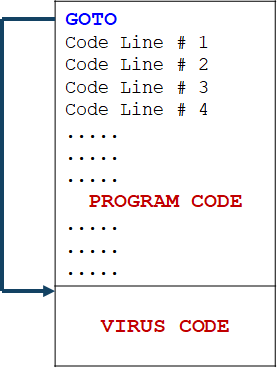 GOTO
Code Line # 1
Code Line # 2
Code Line # 3
Code Line # 4
.....
.....
.....
PROGRAM CODE
.....
.....
.....
VIRUS CODE